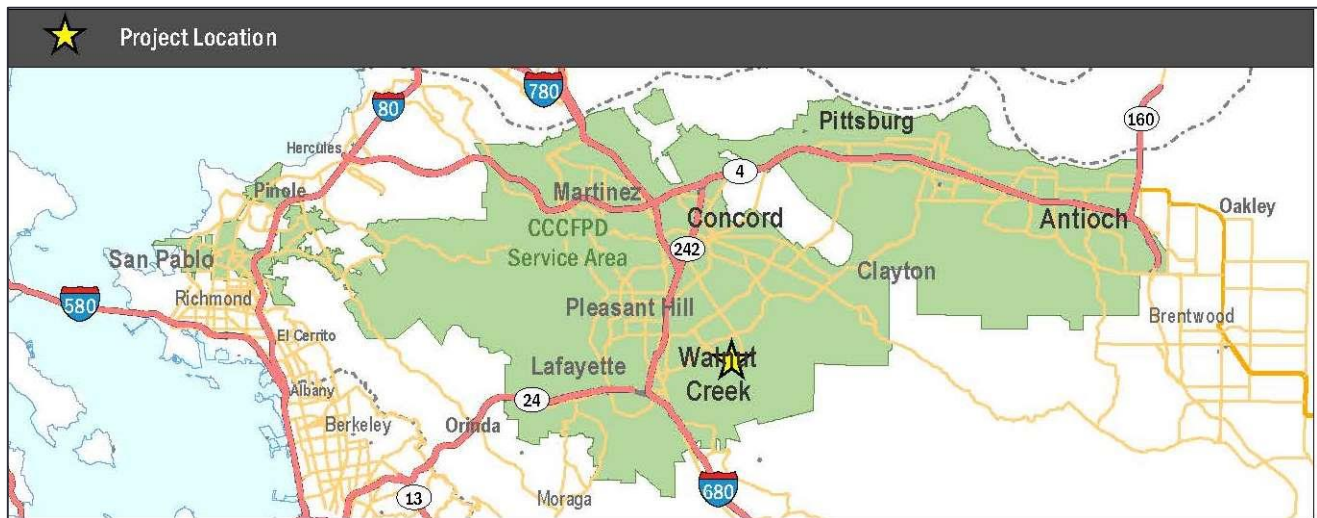 Project Location
780
80
160
Pittsburg
Hercules
4
Pinole
Martinez
Oakley
Concord
Antioch
CCCFPD
Service Area
242
San Pablo
Clayton
Richmond
580
Pleasant Hill
Brentwood
El Cerrito
Walnut
Creek
Lafayette
Albany
24
Berkeley
Orinda
680
13
Moraga